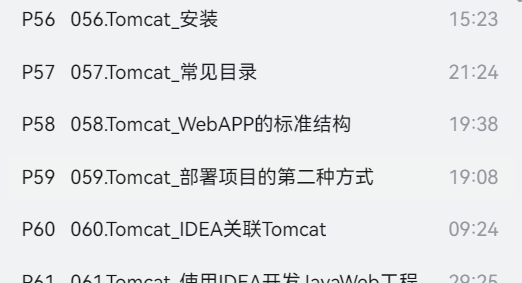 P56 056.Tomcat_安装 15:23
P57 057.Tomcat_常见目录 21:24
P58 058.Tomcat_WebAPP的标准结构 19:38
P59 059.Tomcat_部署项目的第二种方式 19:08
P60 060.Tomcat_IDEA关联Tomcat 09:24
P61 061.Tomcat_使用IDEA开发JavaWeb工程 29:25